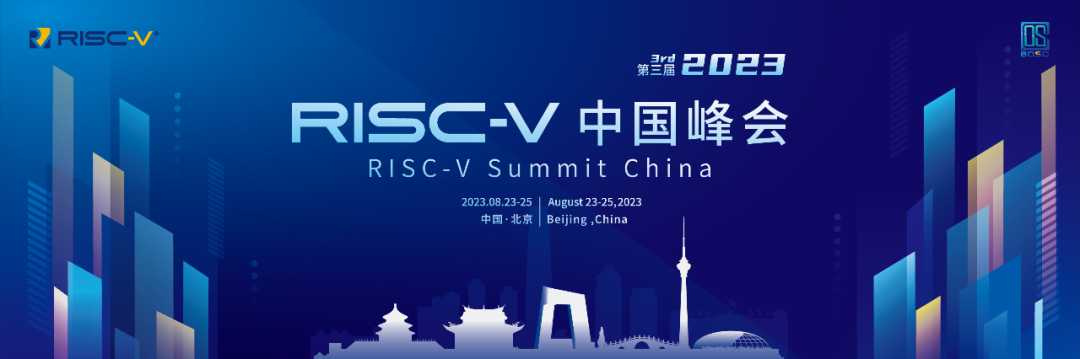 RISC-V®
BOSC
3rd
第三届 2023
RISC-V 中国峰会
RISC-V Summit China
2023.08.23-25 | August 23-25,2023
中国·北京 | Beijing ,China